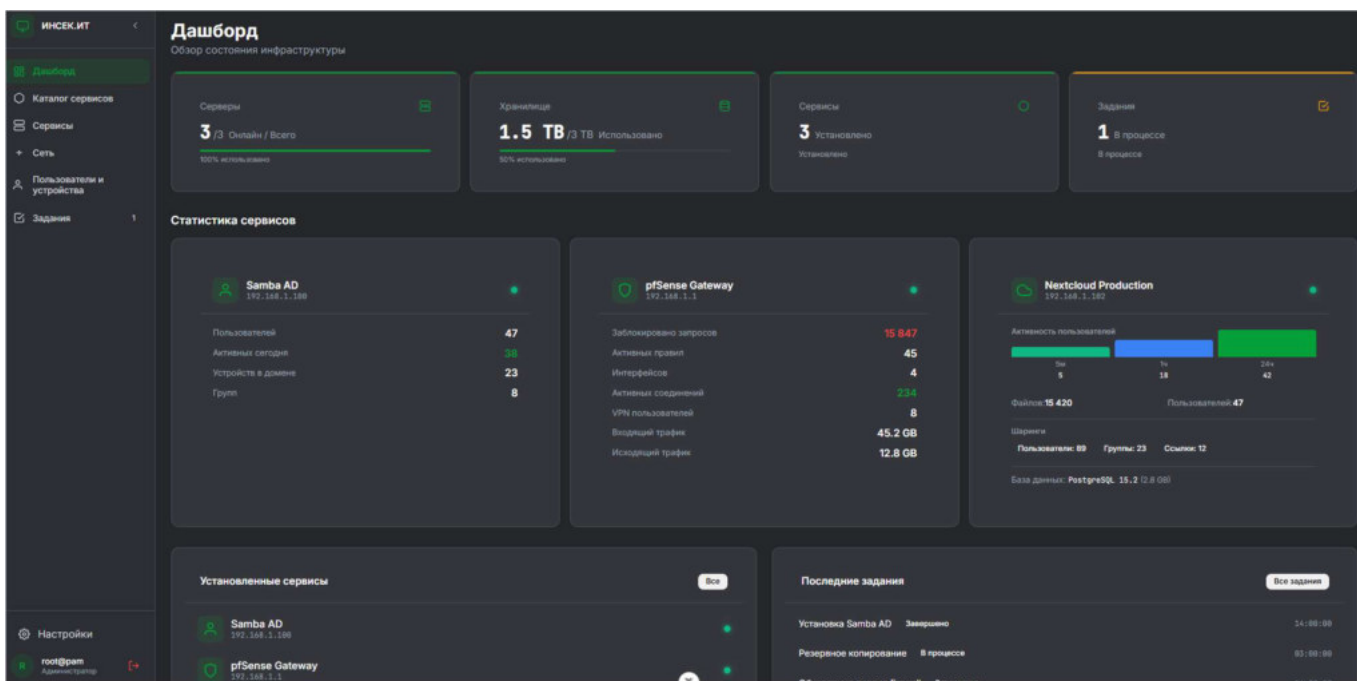 ИНСЕК.ИТ
Дашборд
Каталог сервисов
Сервисы
Сеть
Пользователи и
устройства
Задания 1
Настройки
R root@pam
Администратор
Дашборд
Обзор состояния инфраструктуры
Серверы
3 /3 Онлайн / Всего
100% использовано
Хранилище
1.5 TB /3 TB Использовано
50% использовано
Сервисы
3 Установлено
Установлено
Задания
1 В процессе
В процессе
Статистика сервисов
Samba AD
192.168.1.100
Пользователей 47
Активных сегодня 38
Устройств в домене 23
Групп 8
pfSense Gateway
192.168.1.1
Заблокировано запросов 15 847
Активных правил 45
Интерфейсов 4
Активных соединений 234
VPN пользователей 8
Входящий трафик 45.2 GB
Исходящий трафик 12.8 GB
Nextcloud Production
192.168.1.102
Активность пользователей
5м 1ч 24ч
5 18 42
Файлов: 15 420 Пользователей: 47
Шаринги
Пользователи: 89 Группы: 23 Ссылки: 12
База данных: PostgreSQL 15.2 (2.8 GB)
Установленные сервисы Все
Samba AD
192.168.1.100
pfSense Gateway
192.168.1.1
Последние задания Все задания
Установка Samba AD Завершено 14:00:00
Резервное копирование В процессе 03:00:00